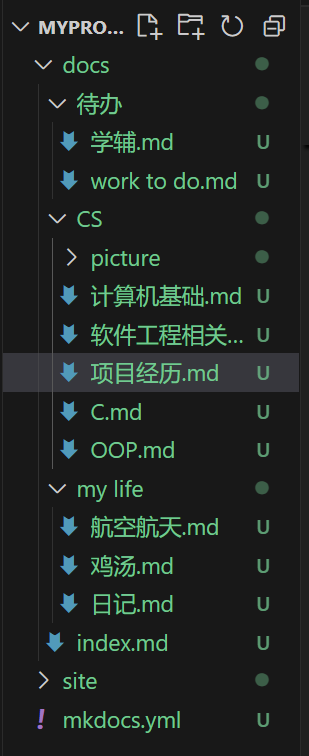 MYPRO...
docs
待办
学辅.md U
work to do.md U
CS
picture
计算机基础.md U
软件工程相关... U
项目经历.md U
C.md U
OOP.md U
my life
航空航天.md U
鸡汤.md U
日记.md U
index.md U
site
! mkdocs.yml U